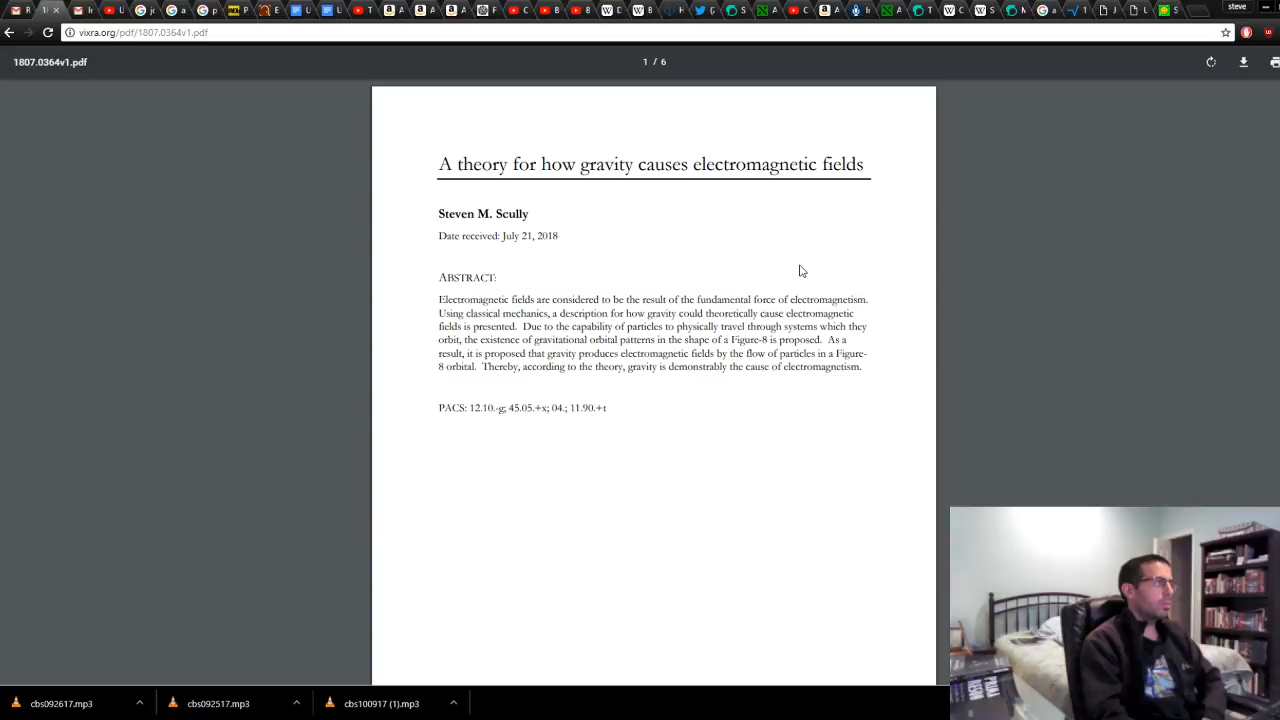 steve
vixra.org/pdf/1807.0364v1.pdf
1807.0364v1.pdf
1 / 6
A theory for how gravity causes electromagnetic fields
Steven M. Scully
Date received: July 21, 2018
ABSTRACT:
Electromagnetic fields are considered to be the result of the fundamental force of electromagnetism.
Using classical mechanics, a description for how gravity could theoretically cause electromagnetic
fields is presented. Due to the capability of particles to physically travel through systems which they
orbit, the existence of gravitational orbital patterns in the shape of a Figure-8 is proposed. As a
result, it is proposed that gravity produces electromagnetic fields by the flow of particles in a Figure-
8 orbital. Thereby, according to the theory, gravity is demonstrably the cause of electromagnetism.
PACS: 12.10.-g; 45.05.+x; 04.; 11.90.+t
cbs092617.mp3
cbs092517.mp3
cbs100917 (1).mp3